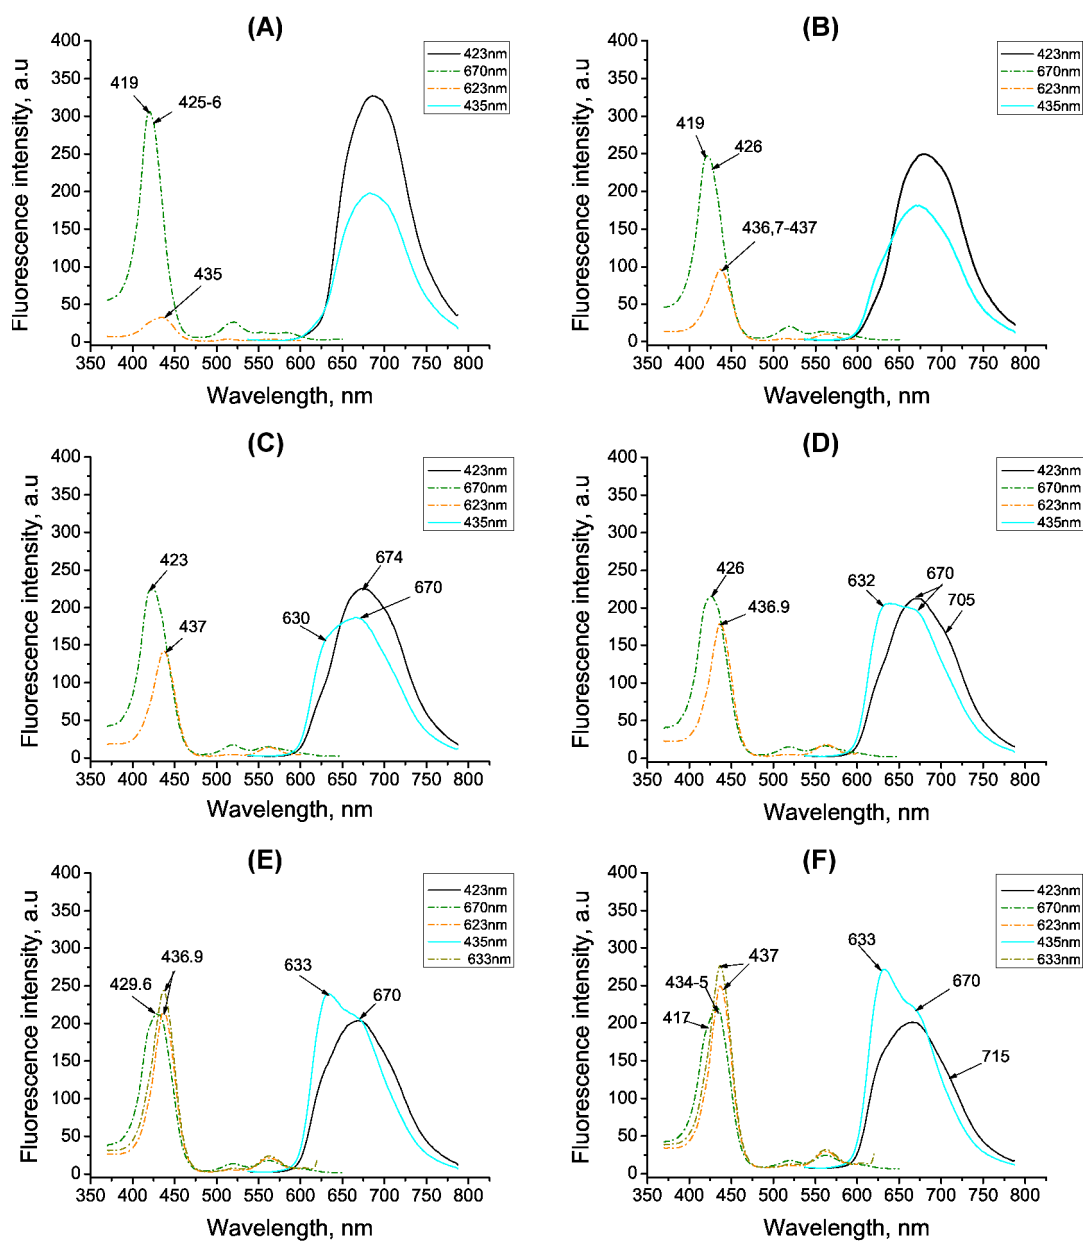 (A)
Fluorescence intensity, a.u
400
350
300
250
200
150
100
50
0
419
425-6
435
423nm
670nm
623nm
435nm
350 400 450 500 550 600 650 700 750 800
Wavelength, nm
(B)
Fluorescence intensity, a.u
400
350
300
250
200
150
100
50
0
419
426
436,7-437
423nm
670nm
623nm
435nm
350 400 450 500 550 600 650 700 750 800
Wavelength, nm
(C)
Fluorescence intensity, a.u
400
350
300
250
200
150
100
50
0
423
437
630
674
670
423nm
670nm
623nm
435nm
350 400 450 500 550 600 650 700 750 800
Wavelength, nm
(D)
Fluorescence intensity, a.u
400
350
300
250
200
150
100
50
0
426
436.9
632
670
705
423nm
670nm
623nm
435nm
350 400 450 500 550 600 650 700 750 800
Wavelength, nm
(E)
Fluorescence intensity, a.u
400
350
300
250
200
150
100
50
0
429.6
436.9
633
670
423nm
670nm
623nm
435nm
633nm
350 400 450 500 550 600 650 700 750 800
Wavelength, nm
(F)
Fluorescence intensity, a.u
400
350
300
250
200
150
100
50
0
417
434-5
437
633
670
715
423nm
670nm
623nm
435nm
633nm
350 400 450 500 550 600 650 700 750 800
Wavelength, nm